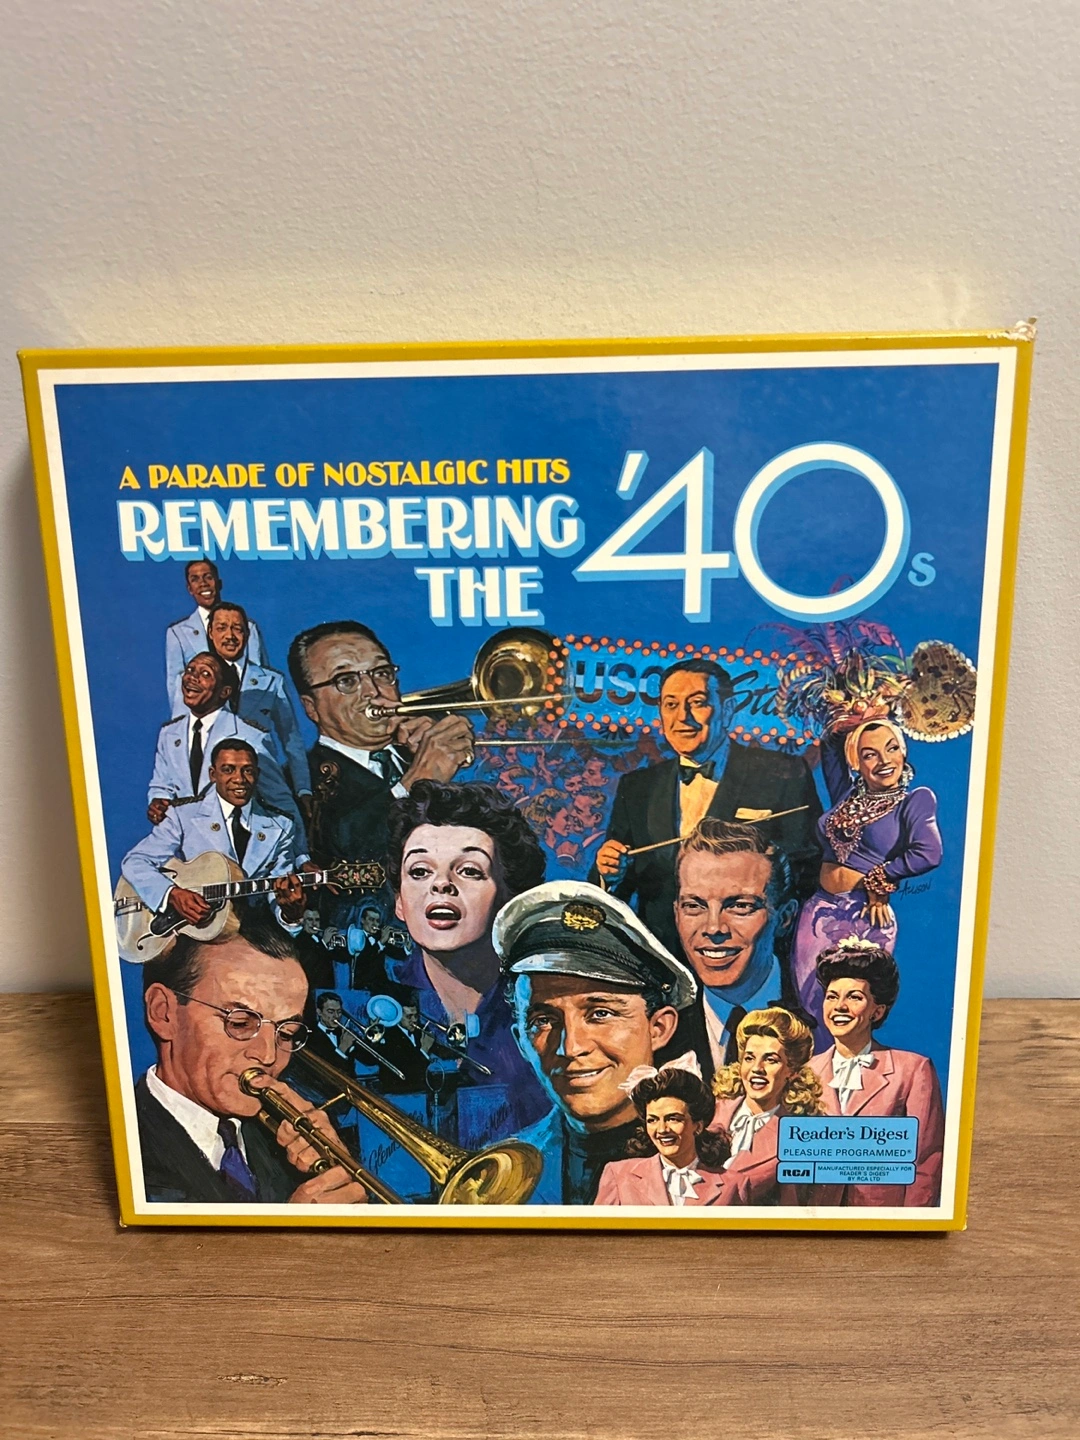 A PARADE OF NOSTALGIC HITS
REMEMBERING
THE
'40s
USO
Reader's Digest
PLEASURE PROGRAMMED®
RCA
MANUFACTURED ESPECIALLY FOR
READER'S DIGEST
BY RCA LTD
Glenn